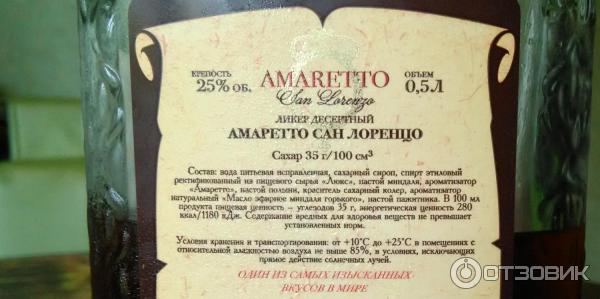 КРЕПОСТЬ
25% ОБ.
AMARETTO
San Lorenzo
ОБЪЕМ
0,5Л
ЛИКЕР ДЕСЕРТНЫЙ
АМАРЕТТО САН ЛОРЕНЦО
Сахар 35 г/100 см³
Состав: вода питьевая исправленная, сахарный сироп, спирт этиловый
ректификованный из пищевого сырья «Люкс», настой миндаля, ароматизатор
«Амаретто», настой полыни, краситель сахарный колер, ароматизатор
натуральный «Масло эфирное миндаля горького», настой пажитника. В 100 мл
продукта пищевая ценность – углеводов 35 г, энергетическая ценность 280
ккал/1180 кДж. Содержание вредных для здоровья веществ не превышает
установленных норм.
Условия хранения и транспортирования: от +10°С до +25°С в помещениях с
относительной влажностью воздуха не выше 85%, в условиях, исключающих
прямое действие солнечных лучей.
ОДИН ИЗ САМЫХ ИЗЫСКАННЫХ
ВКУСОВ В МИРЕ
ОТЗОВИК